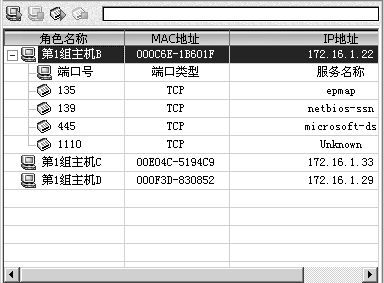 角色名称 MAC地址 IP地址
第1组主机B 000C6E-1B601F 172.16.1.22
端口号 端口类型 服务名称
135 TCP epmap
139 TCP netbios-ssn
445 TCP microsoft-ds
1110 TCP Unknown
第1组主机C 00E04C-5194C9 172.16.1.33
第1组主机D 000F3D-830852 172.16.1.29